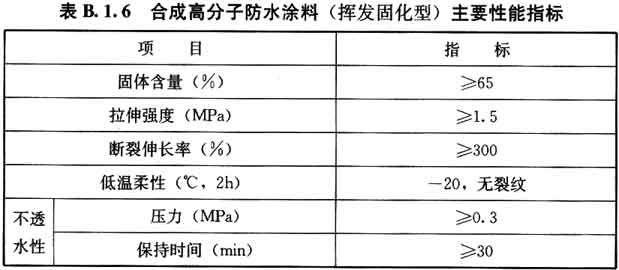 表 B.1.6 合成高分子防水涂料（挥发固化型）主要性能指标
项 目 指 标
固体含量（%） ≥65
拉伸强度（MPa） ≥1.5
断裂伸长率（%） ≥300
低温柔性（℃，2h） －20，无裂纹
不透水性 压力（MPa） ≥0.3
保持时间（min） ≥30